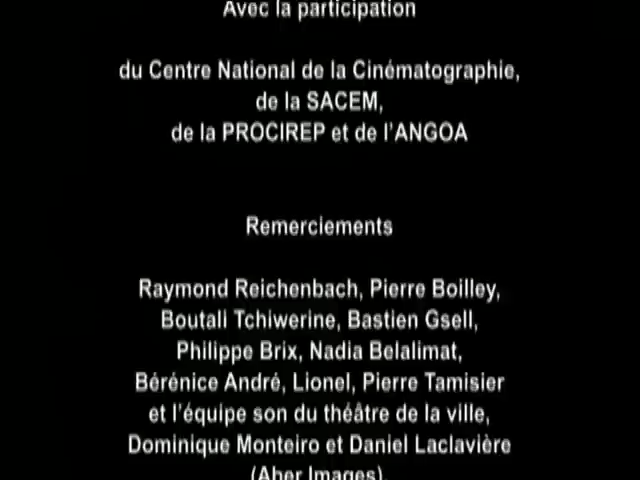 Avec la participation
du Centre National de la Cinématographie,
de la SACEM,
de la PROCIREP et de l'ANGOA
Remerciements
Raymond Reichenbach, Pierre Boilley,
Boutali Tchiwerine, Bastien Gsell,
Philippe Brix, Nadia Belalimat,
Bérénice André, Lionel, Pierre Tamisier
et l'équipe son du théâtre de la ville,
Dominique Monteiro et Daniel Laclavière
(Aber Images),